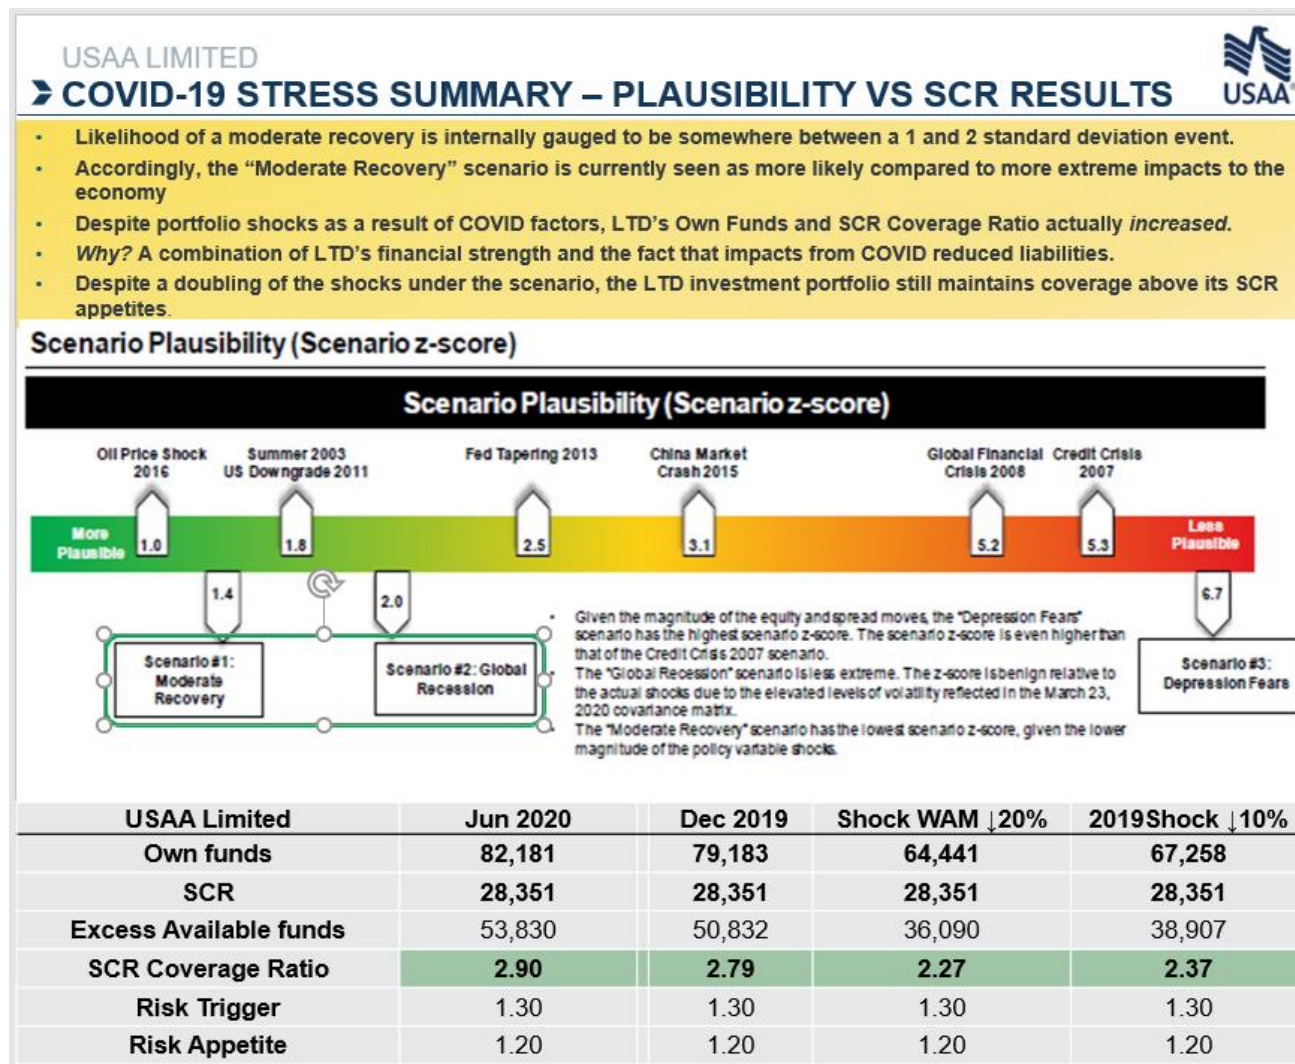 USAA LIMITED
COVID-19 STRESS SUMMARY – PLAUSIBILITY VS SCR RESULTS
USAA
• Likelihood of a moderate recovery is internally gauged to be somewhere between a 1 and 2 standard deviation event.
• Accordingly, the “Moderate Recovery” scenario is currently seen as more likely compared to more extreme impacts to the
economy
• Despite portfolio shocks as a result of COVID factors, LTD’s Own Funds and SCR Coverage Ratio actually increased.
• Why? A combination of LTD’s financial strength and the fact that impacts from COVID reduced liabilities.
• Despite a doubling of the shocks under the scenario, the LTD investment portfolio still maintains coverage above its SCR
appetites.
Scenario Plausibility (Scenario z-score)
Scenario Plausibility (Scenario z-score)
Oil Price Shock
2016
Summer 2003
US Downgrade 2011
Fed Tapering 2013
China Market
Crash 2015
Global Financial
Crisis 2008
Credit Crisis
2007
More
Plausible
1.0
1.8
2.5
3.1
5.2
5.3
Less
Plausible
1.4
2.0
6.7
Scenario #1:
Moderate
Recovery
Scenario #2: Global
Recession
• Given the magnitude of the equity and spread moves, the "Depression Fears"
scenario has the highest scenario z-score. The scenario z-score is even higher than
that of the Credit Crisis 2007 scenario.
• The "Global Recession" scenario is less extreme. The z-score is benign relative to
the actual shocks due to the elevated levels of volatility reflected in the March 23,
2020 covariance matrix.
• The "Moderate Recovery" scenario has the lowest scenario z-score, given the lower
magnitude of the policy variable shocks.
Scenario #3:
Depression Fears
USAA Limited Jun 2020 Dec 2019 Shock WAM ↓20% 2019Shock ↓10%
Own funds 82,181 79,183 64,441 67,258
SCR 28,351 28,351 28,351 28,351
Excess Available funds 53,830 50,832 36,090 38,907
SCR Coverage Ratio 2.90 2.79 2.27 2.37
Risk Trigger 1.30 1.30 1.30 1.30
Risk Appetite 1.20 1.20 1.20 1.20